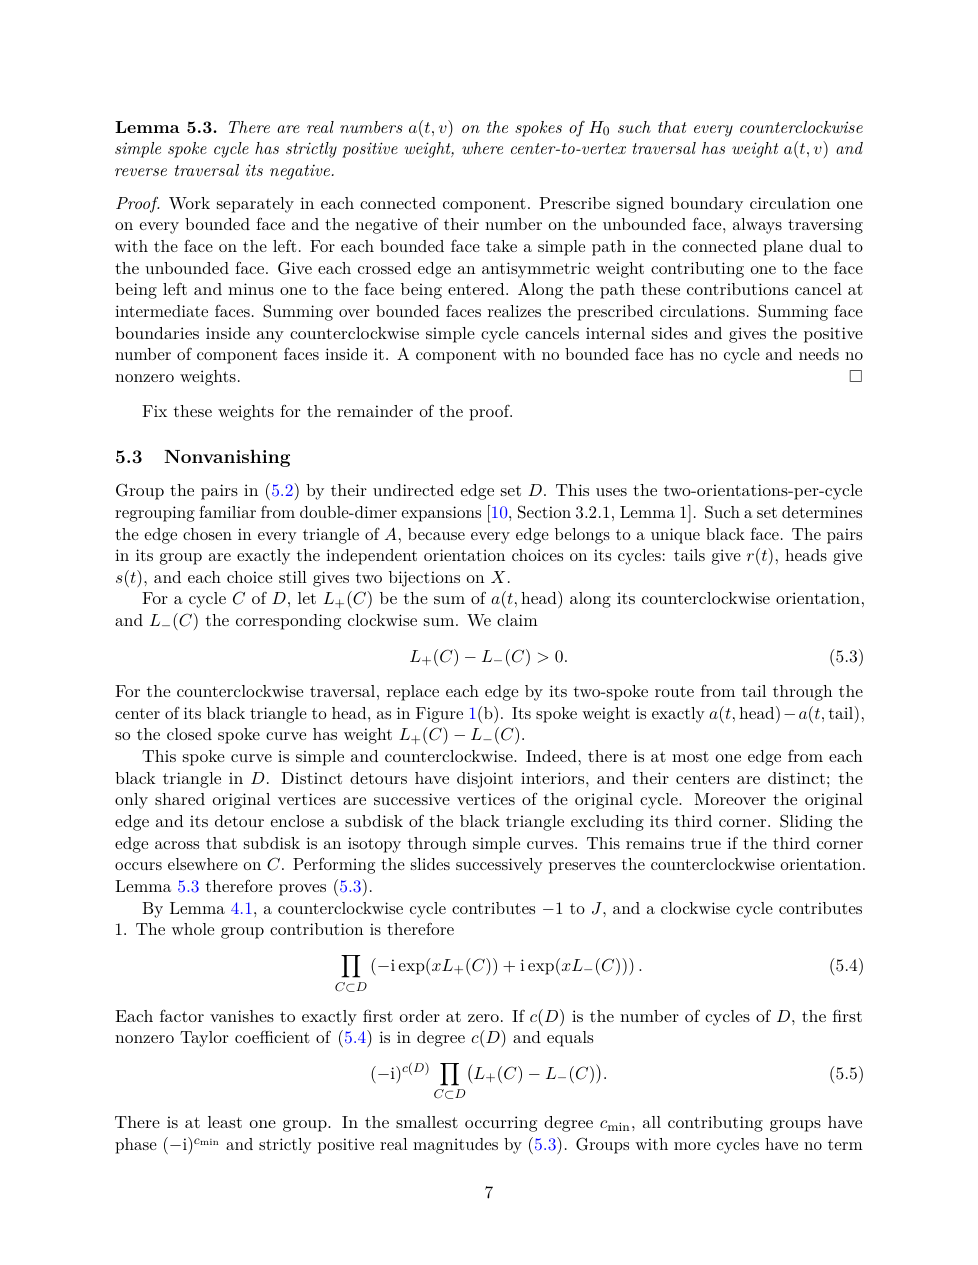 Lemma 5.3. There are real numbers a(t, v) on the spokes of H₀ such that every counterclockwise
simple spoke cycle has strictly positive weight, where center-to-vertex traversal has weight a(t, v) and
reverse traversal its negative.
Proof. Work separately in each connected component. Prescribe signed boundary circulation one
on every bounded face and the negative of their number on the unbounded face, always traversing
with the face on the left. For each bounded face take a simple path in the connected plane dual to
the unbounded face. Give each crossed edge an antisymmetric weight contributing one to the face
being left and minus one to the face being entered. Along the path these contributions cancel at
intermediate faces. Summing over bounded faces realizes the prescribed circulations. Summing face
boundaries inside any counterclockwise simple cycle cancels internal sides and gives the positive
number of component faces inside it. A component with no bounded face has no cycle and needs no
nonzero weights. □
Fix these weights for the remainder of the proof.
5.3 Nonvanishing
Group the pairs in (5.2) by their undirected edge set D. This uses the two-orientations-per-cycle
regrouping familiar from double-dimer expansions [10, Section 3.2.1, Lemma 1]. Such a set determines
the edge chosen in every triangle of A, because every edge belongs to a unique black face. The pairs
in its group are exactly the independent orientation choices on its cycles: tails give r(t), heads give
s(t), and each choice still gives two bijections on X.
For a cycle C of D, let L₊(C) be the sum of a(t, head) along its counterclockwise orientation,
and L₋(C) the corresponding clockwise sum. We claim
L₊(C) − L₋(C) > 0. (5.3)
For the counterclockwise traversal, replace each edge by its two-spoke route from tail through the
center of its black triangle to head, as in Figure 1(b). Its spoke weight is exactly a(t, head)−a(t, tail),
so the closed spoke curve has weight L₊(C) − L₋(C).
This spoke curve is simple and counterclockwise. Indeed, there is at most one edge from each
black triangle in D. Distinct detours have disjoint interiors, and their centers are distinct; the
only shared original vertices are successive vertices of the original cycle. Moreover the original
edge and its detour enclose a subdisk of the black triangle excluding its third corner. Sliding the
edge across that subdisk is an isotopy through simple curves. This remains true if the third corner
occurs elsewhere on C. Performing the slides successively preserves the counterclockwise orientation.
Lemma 5.3 therefore proves (5.3).
By Lemma 4.1, a counterclockwise cycle contributes −1 to J, and a clockwise cycle contributes
1. The whole group contribution is therefore
∏_{C⊂D} (−i exp(xL₊(C)) + i exp(xL₋(C))) . (5.4)
Each factor vanishes to exactly first order at zero. If c(D) is the number of cycles of D, the first
nonzero Taylor coefficient of (5.4) is in degree c(D) and equals
(−i)^{c(D)} ∏_{C⊂D} (L₊(C) − L₋(C)). (5.5)
There is at least one group. In the smallest occurring degree c_{min}, all contributing groups have
phase (−i)^{c_{min}} and strictly positive real magnitudes by (5.3). Groups with more cycles have no term
7